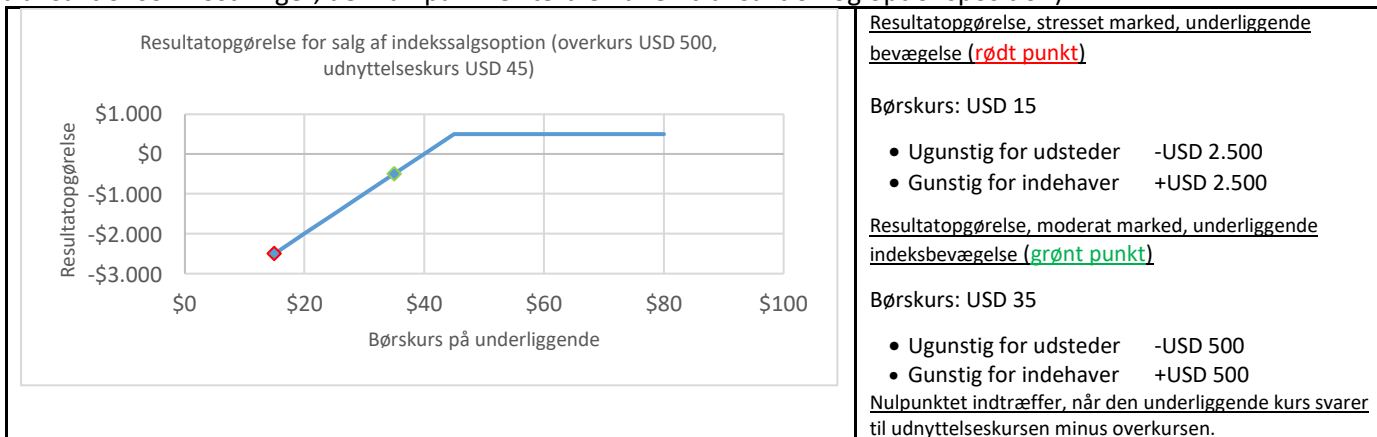 Resultatopgørelse for salg af indekssalgsoption (overkurs USD 500,
udnyttelseskurs USD 45)
Resultatopgørelse
$1.000
$0
-$1.000
-$2.000
-$3.000
$0 $20 $40 $60 $80 $100
Børskurs på underliggende
Resultatopgørelse, stresset marked, underliggende
bevægelse (rødt punkt)
Børskurs: USD 15
• Ugunstig for udsteder -USD 2.500
• Gunstig for indehaver +USD 2.500
Resultatopgørelse, moderat marked, underliggende
indeksbevægelse (grønt punkt)
Børskurs: USD 35
• Ugunstig for udsteder -USD 500
• Gunstig for indehaver +USD 500
Nulpunktet indtræffer, når den underliggende kurs svarer
til udnyttelseskursen minus overkursen.